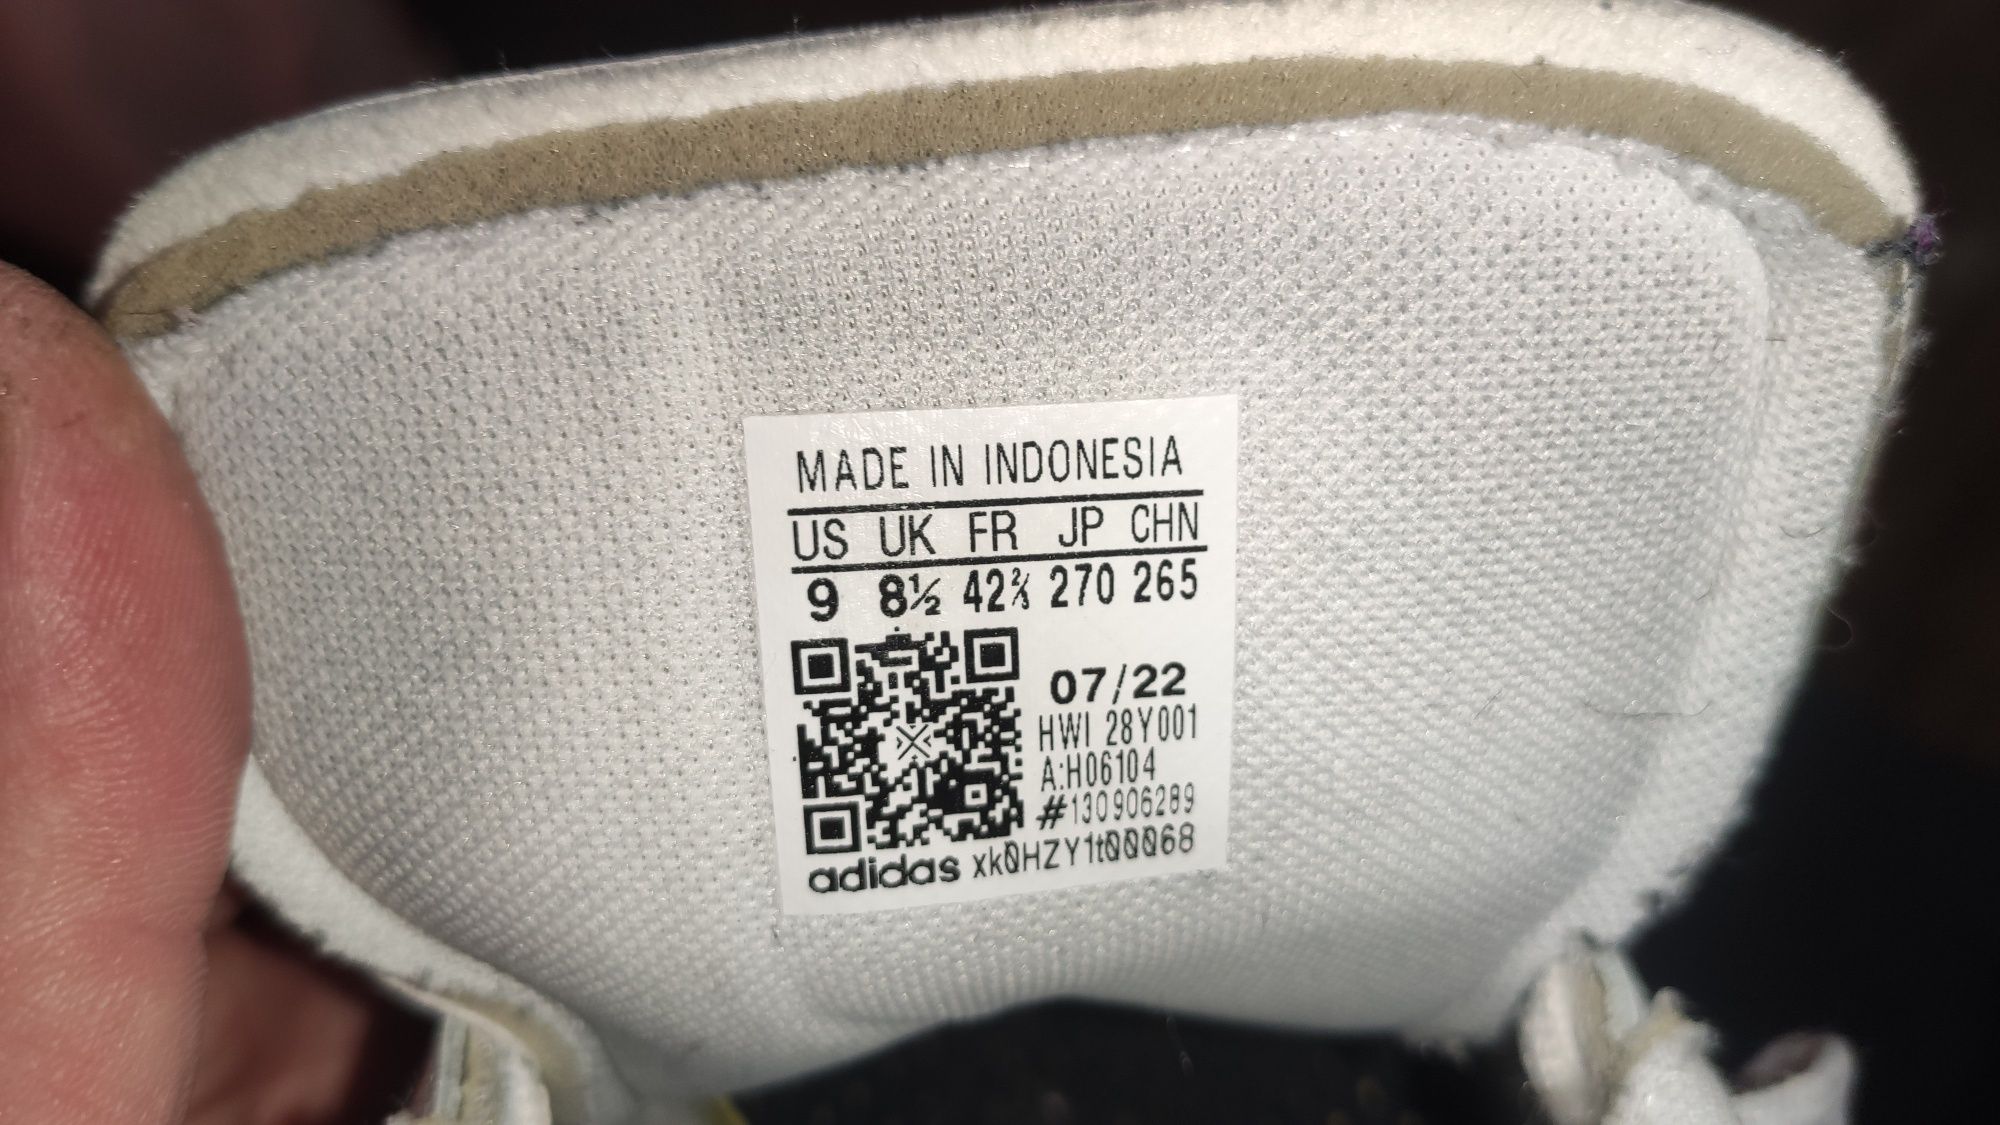 MADE IN INDONESIA
US UK FR JP CHN
9 8½ 42⅔ 270 265
07/22
HWI 28Y001
A:H06104
#130906289
adidas xk0HZY1t00068